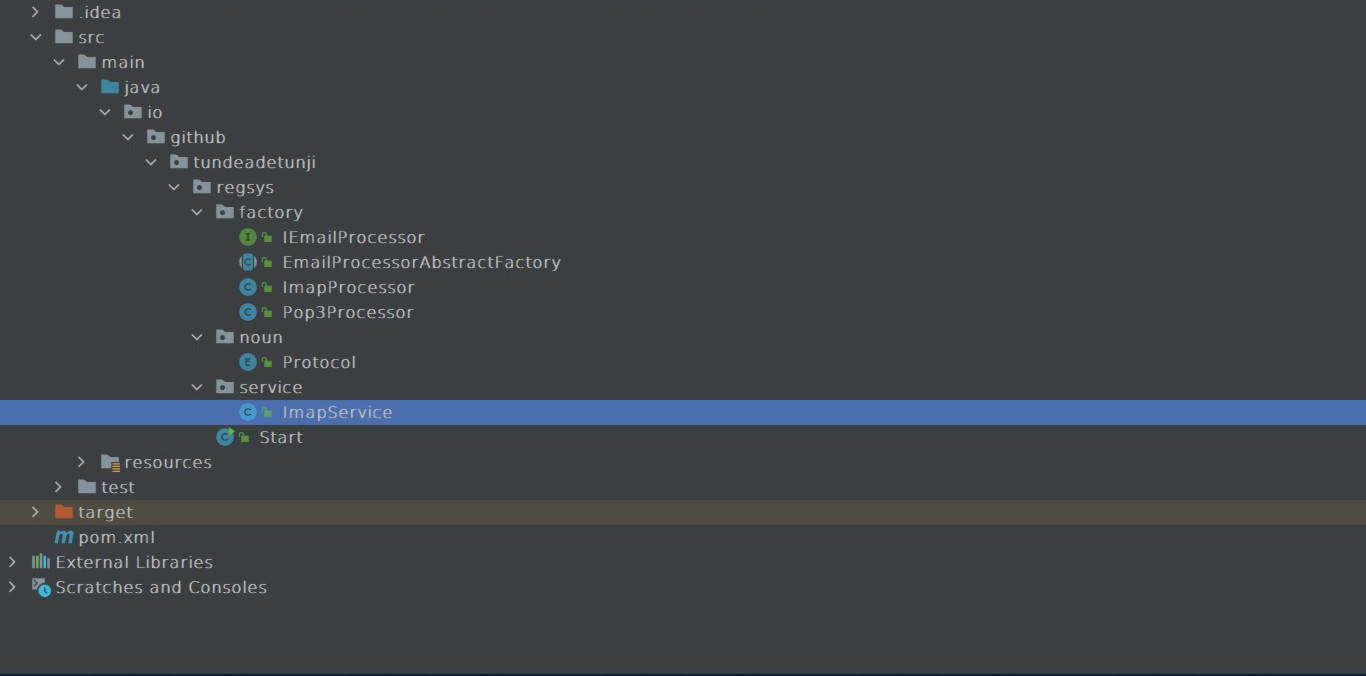 .idea
src
main
java
io
github
tundeadetunji
regsys
factory
IEmailProcessor
EmailProcessorAbstractFactory
ImapProcessor
Pop3Processor
noun
Protocol
service
ImapService
Start
resources
test
target
pom.xml
External Libraries
Scratches and Consoles